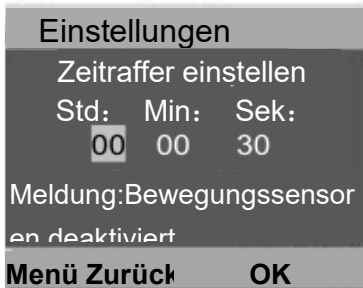 Einstellungen
Zeitraffer einstellen
Std: Min: Sek:
00 00 30
Meldung:Bewegungssensor
en deaktiviert
Menü Zurück OK